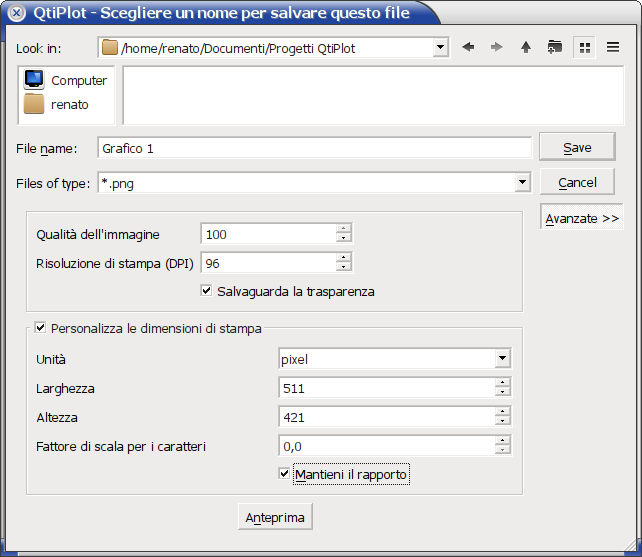 QtiPlot - Scegliere un nome per salvare questo file
Look in: /home/renato/Documenti/Progetti QtiPlot
Computer
renato
File name: Grafico 1 Save
Files of type: *.png Cancel
Avanzate >>
Qualità dell'immagine 100
Risoluzione di stampa (DPI) 96
Salvaguarda la trasparenza
Personalizza le dimensioni di stampa
Unità pixel
Larghezza 511
Altezza 421
Fattore di scala per i caratteri 0,0
Mantieni il rapporto
Anteprima